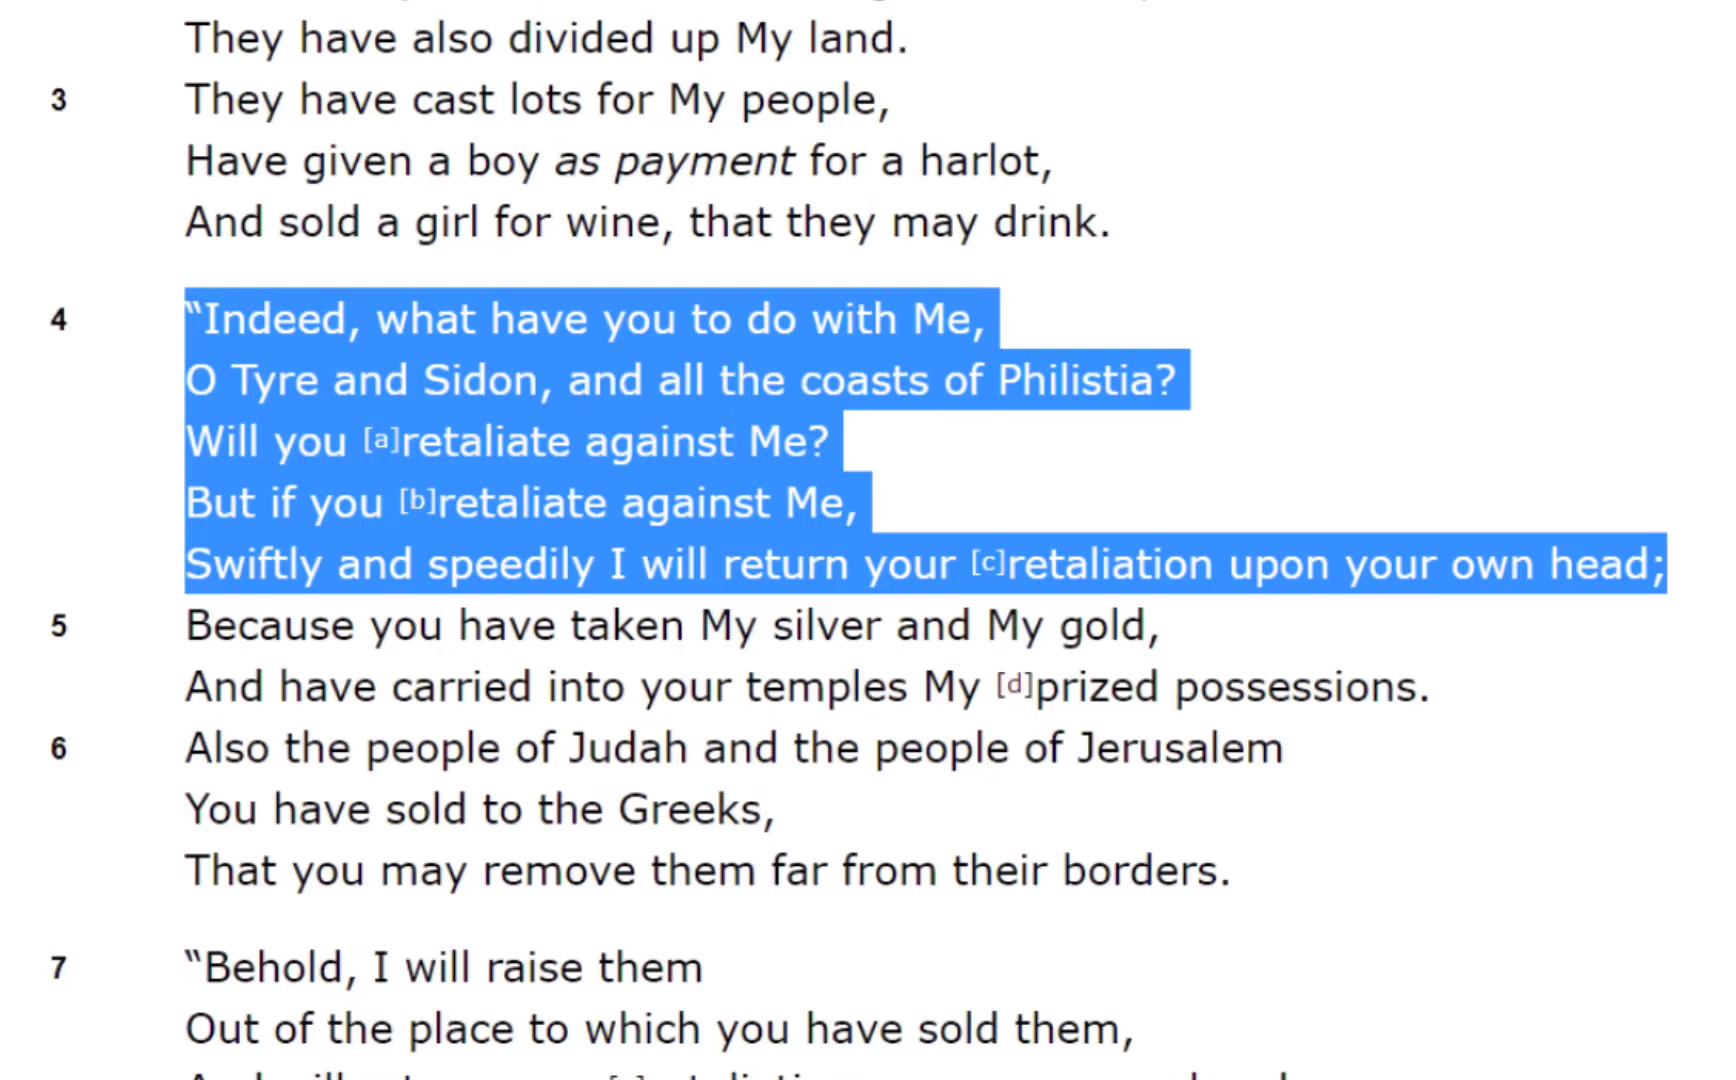 They have also divided up My land.
3 They have cast lots for My people,
Have given a boy as payment for a harlot,
And sold a girl for wine, that they may drink.
4 “Indeed, what have you to do with Me,
O Tyre and Sidon, and all the coasts of Philistia?
Will you [a]retaliate against Me?
But if you [b]retaliate against Me,
Swiftly and speedily I will return your [c]retaliation upon your own head;
5 Because you have taken My silver and My gold,
And have carried into your temples My [d]prized possessions.
6 Also the people of Judah and the people of Jerusalem
You have sold to the Greeks,
That you may remove them far from their borders.
7 “Behold, I will raise them
Out of the place to which you have sold them,